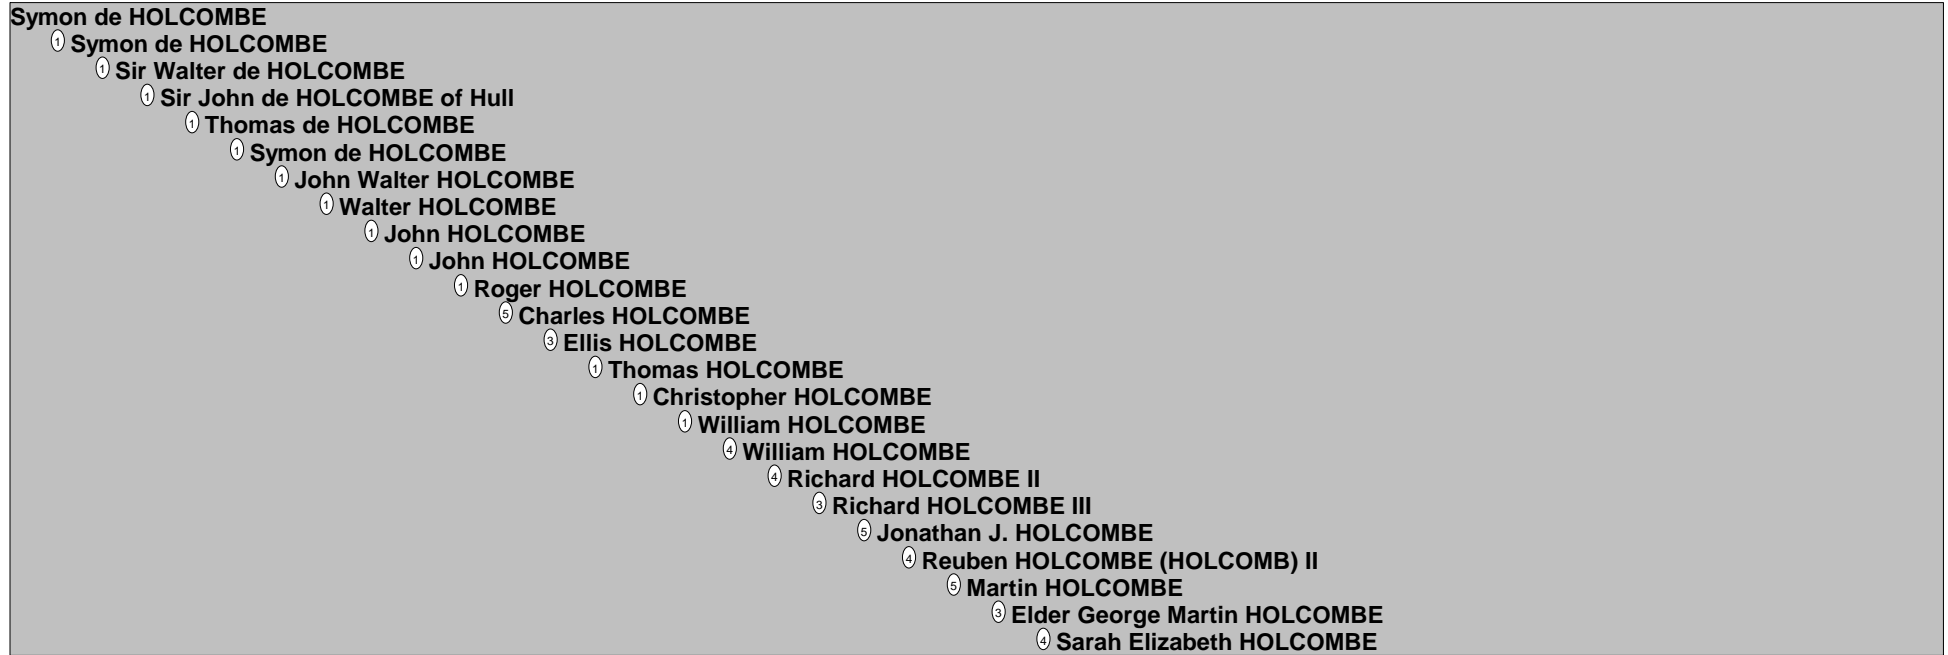 Symon de HOLCOMBE
1 Symon de HOLCOMBE
1 Sir Walter de HOLCOMBE
1 Sir John de HOLCOMBE of Hull
1 Thomas de HOLCOMBE
1 Symon de HOLCOMBE
1 John Walter HOLCOMBE
1 Walter HOLCOMBE
1 John HOLCOMBE
1 John HOLCOMBE
1 Roger HOLCOMBE
5 Charles HOLCOMBE
3 Ellis HOLCOMBE
1 Thomas HOLCOMBE
1 Christopher HOLCOMBE
1 William HOLCOMBE
4 William HOLCOMBE
4 Richard HOLCOMBE II
3 Richard HOLCOMBE III
5 Jonathan J. HOLCOMBE
4 Reuben HOLCOMBE (HOLCOMB) II
5 Martin HOLCOMBE
3 Elder George Martin HOLCOMBE
4 Sarah Elizabeth HOLCOMBE